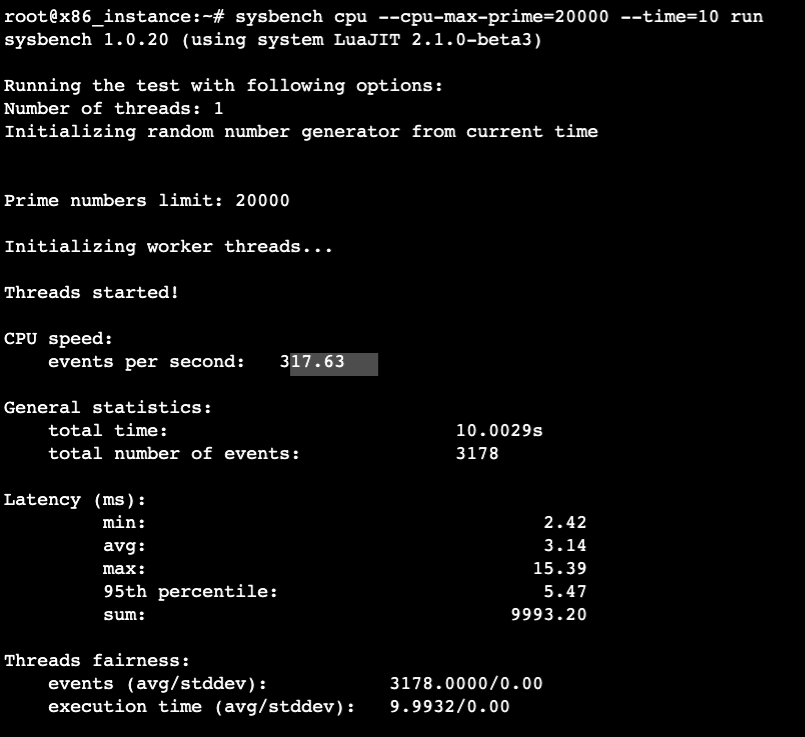 root@x86_instance:~# sysbench cpu --cpu-max-prime=20000 --time=10 run
sysbench 1.0.20 (using system LuaJIT 2.1.0-beta3)
Running the test with following options:
Number of threads: 1
Initializing random number generator from current time
Prime numbers limit: 20000
Initializing worker threads...
Threads started!
CPU speed:
events per second: 317.63
General statistics:
total time: 10.0029s
total number of events: 3178
Latency (ms):
min: 2.42
avg: 3.14
max: 15.39
95th percentile: 5.47
sum: 9993.20
Threads fairness:
events (avg/stddev): 3178.0000/0.00
execution time (avg/stddev): 9.9932/0.00